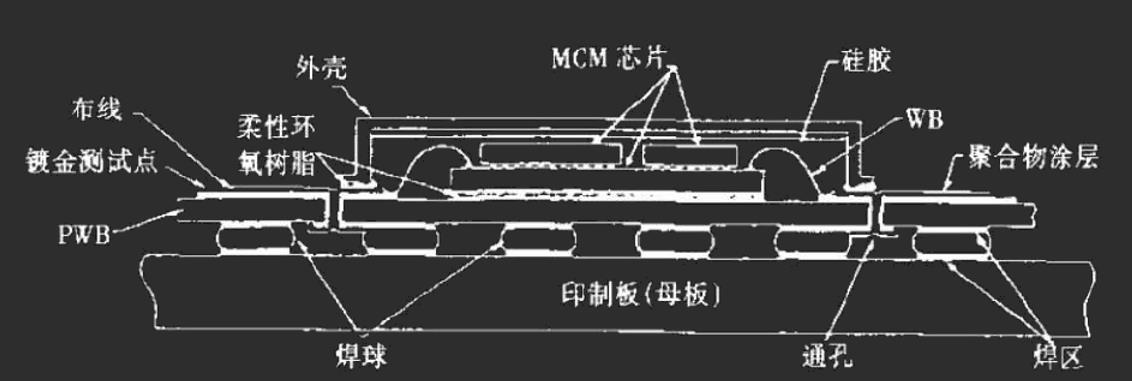 MCM 芯片
硅胶
外壳
布线
柔性环
氧树脂
WB
镀金测试点
聚合物涂层
PWB
印制板(母板)
焊球
通孔
焊区